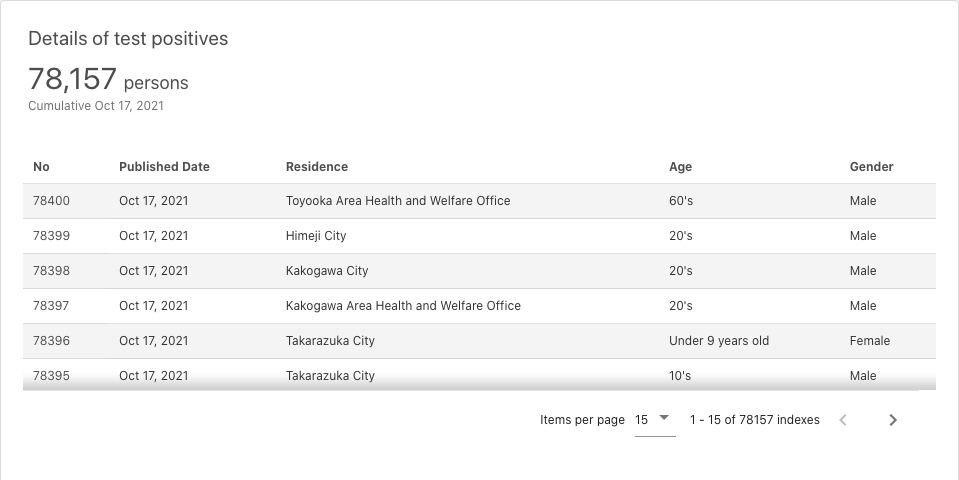 Details of test positives
78,157 persons
Cumulative Oct 17, 2021
No Published Date Residence Age Gender
78400 Oct 17, 2021 Toyooka Area Health and Welfare Office 60's Male
78399 Oct 17, 2021 Himeji City 20's Male
78398 Oct 17, 2021 Kakogawa City 20's Male
78397 Oct 17, 2021 Kakogawa Area Health and Welfare Office 20's Male
78396 Oct 17, 2021 Takarazuka City Under 9 years old Female
78395 Oct 17, 2021 Takarazuka City 10's Male
Items per page 15 1 - 15 of 78157 indexes